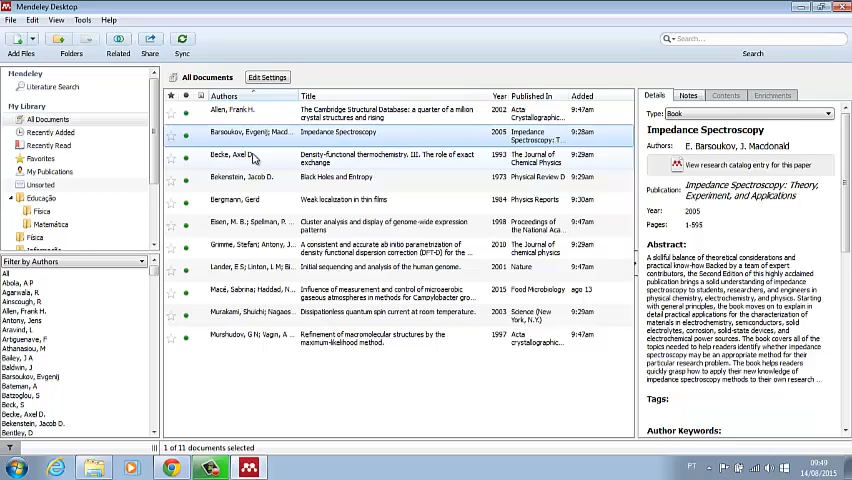 Mendeley Desktop
File Edit View Tools Help
Add Files Folders Related Share Sync
Search...
Search
Mendeley
Literature Search
My Library
All Documents
Recently Added
Recently Read
Favorites
My Publications
Unsorted
Educação
Física
Matemática
Física
Filter by Authors
All
Abola, A P
Agarwala, R
Ainscough, R
Allen, Frank H.
Antony, Jens
Aravind, L
Artiguenave, F
Athanasiou, M
Bailey, J A
Baldwin, J
Barsoukov, Evgenij
Bateman, A
Batzoglou, S
Beck, S
Becke, Axel D.
Bekenstein, Jacob D.
Bentley, D
All Documents Edit Settings
Authors Title Year Published In Added
Allen, Frank H. The Cambridge Structural Database: a quarter of a million crystal structures and rising 2002 Acta Crystallographic... 9:47am
Barsoukov, Evgenij; Macd... Impedance Spectroscopy 2005 Impedance Spectroscopy: T... 9:28am
Becke, Axel D. Density-functional thermochemistry. III. The role of exact exchange 1993 The Journal of Chemical Physics 9:29am
Bekenstein, Jacob D. Black Holes and Entropy 1973 Physical Review D 9:29am
Bergmann, Gerd Weak localization in thin films 1984 Physics Reports 9:30am
Eisen, M. B.; Spellman, P. ... Cluster analysis and display of genome-wide expression patterns 1998 Proceedings of the National Aca... 9:29am
Grimme, Stefan; Antony, J... A consistent and accurate ab initio parametrization of density functional dispersion correction (DFT-D) for the... 2010 The Journal of chemical physics 9:29am
Lander, E S; Linton, L M; Bi... Initial sequencing and analysis of the human genome. 2001 Nature 9:47am
Macé, Sabrina; Haddad, N... Influence of measurement and control of microaerobic gaseous atmospheres in methods for Campylobacter gro... 2015 Food Microbiology ago 13
Murakami, Shuichi; Nagaos... Dissipationless quantum spin current at room temperature. 2003 Science (New York, N.Y.) 9:29am
Murshudov, G N; Vagin, A ... Refinement of macromolecular structures by the maximum-likelihood method. 1997 Acta crystallographic... 9:47am
Details Notes Contents Enrichments
Type: Book
Impedance Spectroscopy
Authors: E. Barsoukov, J. Macdonald
View research catalog entry for this paper
Publication: Impedance Spectroscopy: Theory,
Experiment, and Applications
Year: 2005
Pages: 1-595
Abstract:
A skillful balance of theoretical considerations and
practical know-how Backed by a team of expert
contributors, the Second Edition of this highly acclaimed
publication brings a solid understanding of impedance
spectroscopy to students, researchers, and engineers in
physical chemistry, electrochemistry, and physics. Starting
with general principles, the book moves on to explain in
detail practical applications for the characterization of
materials in electrochemistry, semiconductors, solid
electrolytes, corrosion, solid-state devices, and
electrochemical power sources. The book covers all of the
topics needed to help readers identify whether impedance
spectroscopy may be an appropriate method for their
particular research problem. The book helps readers
quickly grasp how to apply their new knowledge of
impedance spectroscopy methods to their own research ...
Tags:
Author Keywords:
1 of 11 documents selected
PT
09:49
14/08/2015